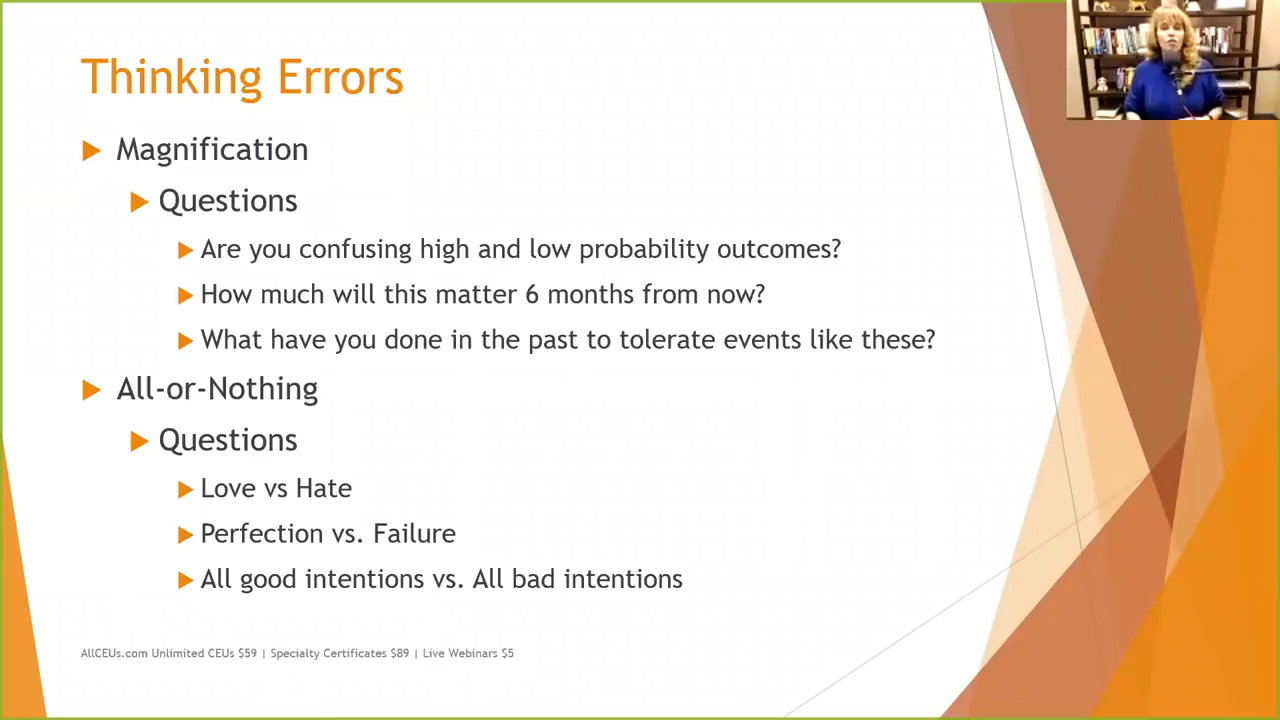 Thinking Errors
Magnification
Questions
Are you confusing high and low probability outcomes?
How much will this matter 6 months from now?
What have you done in the past to tolerate events like these?
All-or-Nothing
Questions
Love vs Hate
Perfection vs. Failure
All good intentions vs. All bad intentions
AllCEUs.com Unlimited CEUs $59 | Specialty Certificates $89 | Live Webinars $5